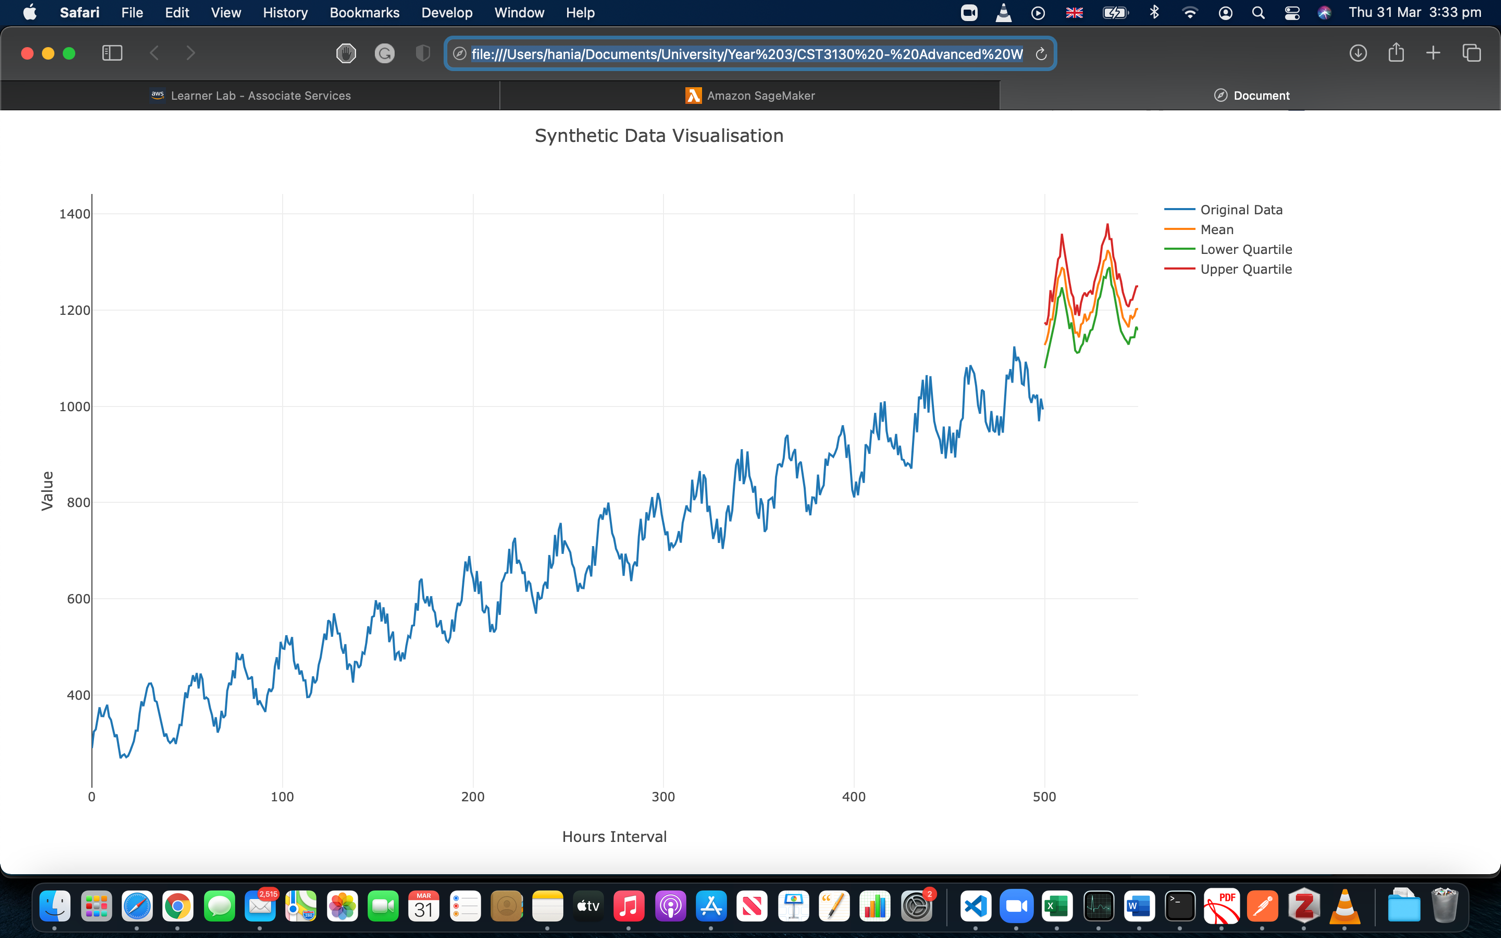 Safari File Edit View History Bookmarks Develop Window Help Thu 31 Mar 3:33 pm
file:///Users/hania/Documents/University/Year%203/CST3130%20-%20Advanced%20W
aws Learner Lab - Associate Services Amazon SageMaker Document
Synthetic Data Visualisation
1400
1200
1000
800
600
400
Value
0 100 200 300 400 500
Hours Interval
Original Data
Mean
Lower Quartile
Upper Quartile
2,515
MAR
31
tv
2
X
W
>_
PDF
Z